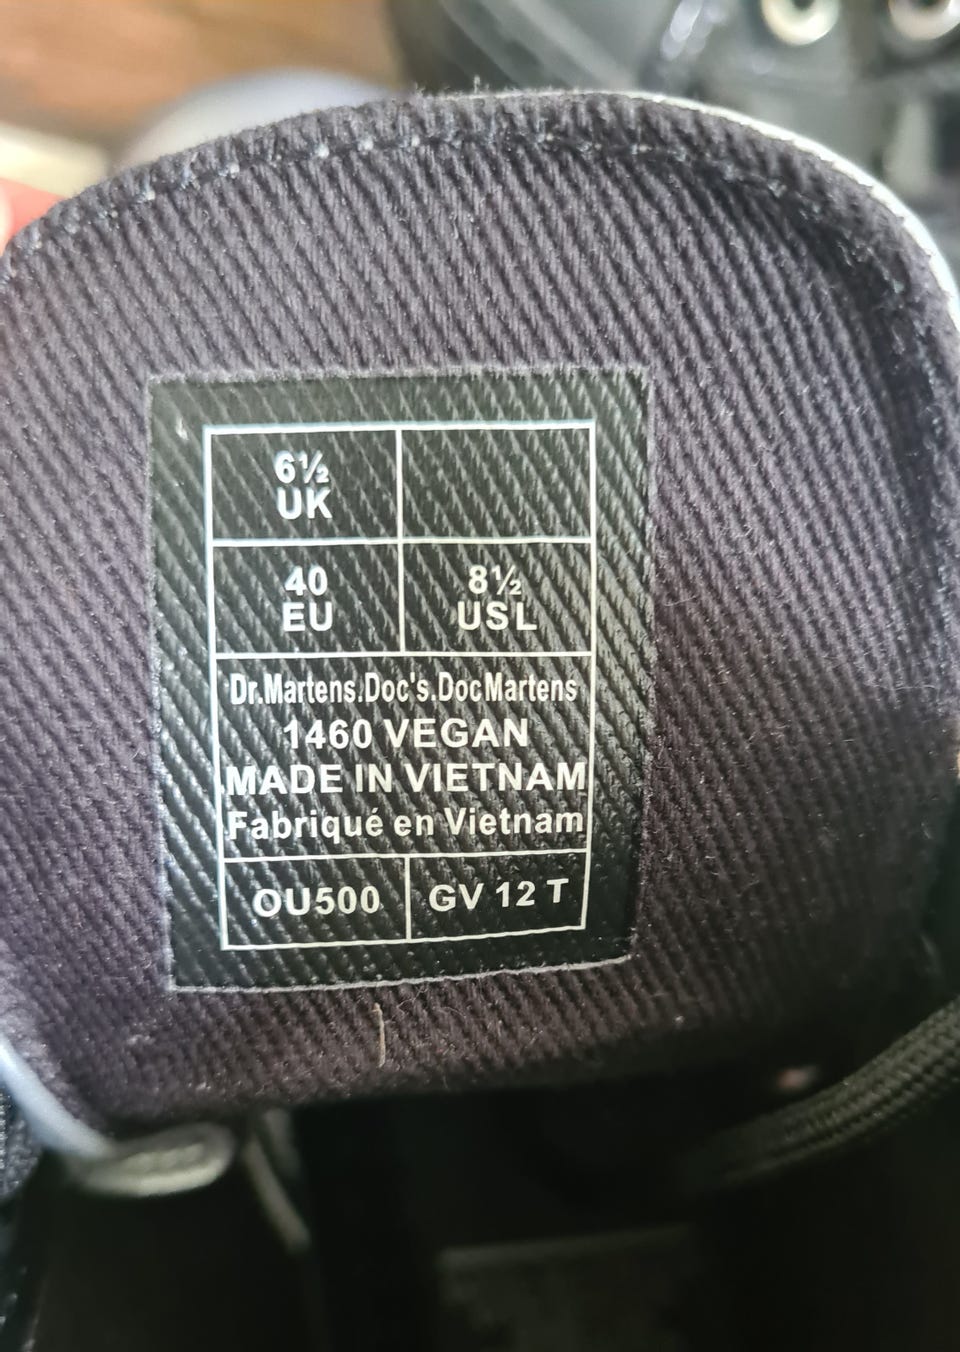 6½
UK
40
EU
8½
USL
Dr.Martens.Doc's.DocMartens
1460 VEGAN
MADE IN VIETNAM
Fabriqué en Vietnam
OU500
GV 12 T